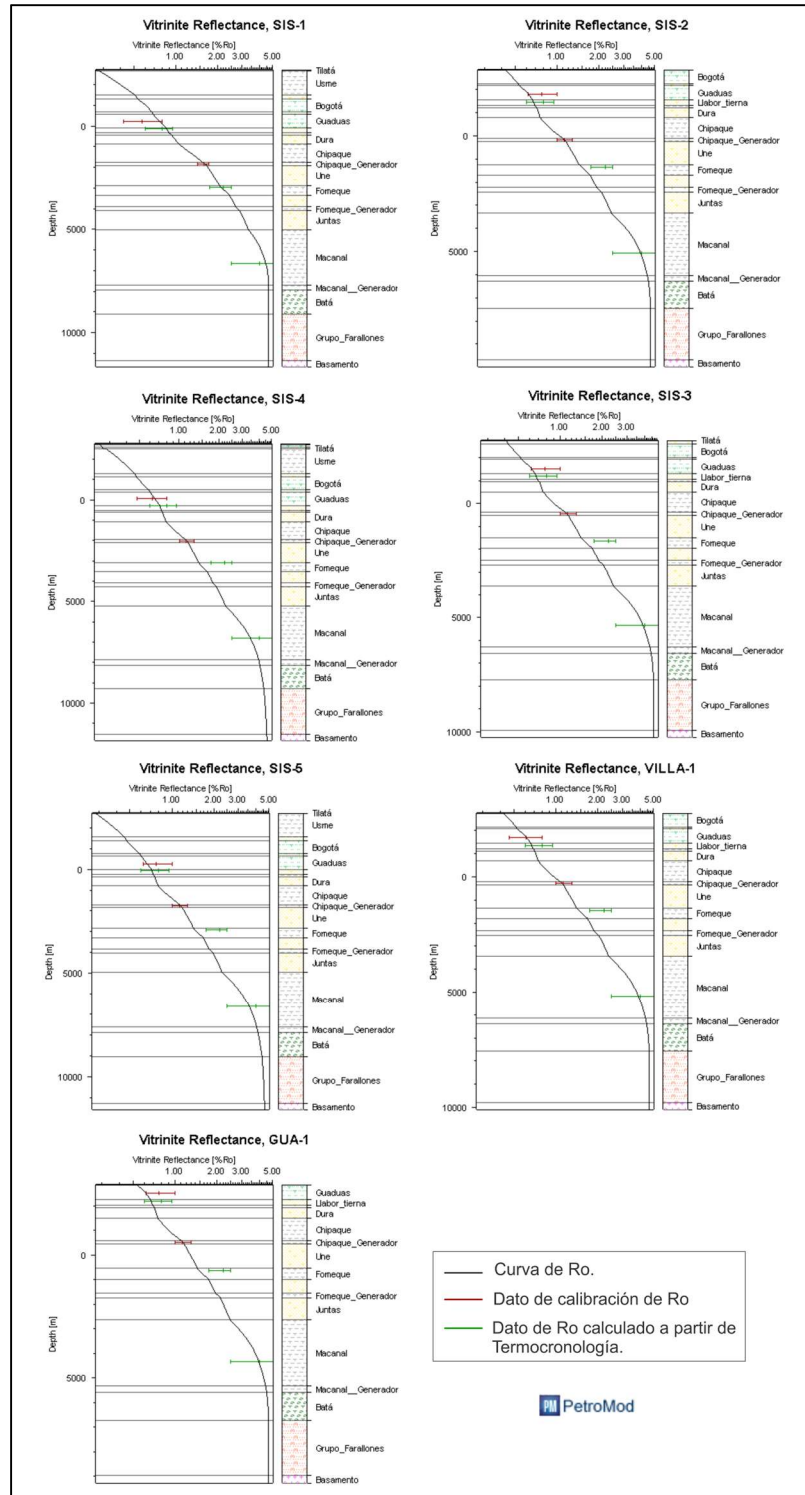 Vitrinite Reflectance, SIS-1
Vitrinite Reflectance [%Ro]
1.00 2.00 3.00 5.00
Depth [m]
0
5000
10000
Tilatá
Usme
Bogotá
Guaduas
Dura
Chipaque
Chipaque_Generador
Une
Fomeque
Fomeque_Generador
Juntas
Macanal
Macanal__Generador
Batá
Grupo_Farallones
Basamento
Vitrinite Reflectance, SIS-2
Vitrinite Reflectance [%Ro]
1.00 2.00 3.00 5.00
Depth [m]
0
5000
Bogotá
Guaduas
Llabor_tierna
Dura
Chipaque
Chipaque_Generador
Une
Fomeque
Fomeque_Generador
Juntas
Macanal
Macanal__Generador
Batá
Grupo_Farallones
Basamento
Vitrinite Reflectance, SIS-4
Vitrinite Reflectance [%Ro]
1.00 2.00 3.00 5.00
Depth [m]
0
5000
10000
Tilatá
Usme
Bogotá
Guaduas
Dura
Chipaque
Chipaque_Generador
Une
Fomeque
Fomeque_Generador
Juntas
Macanal
Macanal__Generador
Batá
Grupo_Farallones
Basamento
Vitrinite Reflectance, SIS-3
Vitrinite Reflectance [%Ro]
1.00 2.00 3.00
Depth [m]
0
5000
10000
Tilatá
Bogotá
Guaduas
Llabor_tierna
Dura
Chipaque
Chipaque_Generador
Une
Fomeque
Fomeque_Generador
Juntas
Macanal
Macanal__Generador
Batá
Grupo_Farallones
Basamento
Vitrinite Reflectance, SIS-5
Vitrinite Reflectance [%Ro]
1.00 2.00 3.00 5.00
Depth [m]
0
5000
10000
Tilatá
Usme
Bogotá
Guaduas
Dura
Chipaque
Chipaque_Generador
Une
Fomeque
Fomeque_Generador
Juntas
Macanal
Macanal__Generador
Batá
Grupo_Farallones
Basamento
Vitrinite Reflectance, VILLA-1
Vitrinite Reflectance [%Ro]
1.00 2.00 3.00 5.00
Depth [m]
0
5000
10000
Bogotá
Guaduas
Llabor_tierna
Dura
Chipaque
Chipaque_Generador
Une
Fomeque
Fomeque_Generador
Juntas
Macanal
Macanal__Generador
Batá
Grupo_Farallones
Basamento
Vitrinite Reflectance, GUA-1
Vitrinite Reflectance [%Ro]
1.00 2.00 3.00 5.00
Depth [m]
0
5000
Guaduas
Llabor_tierna
Dura
Chipaque
Chipaque_Generador
Une
Fomeque
Fomeque_Generador
Juntas
Macanal
Macanal__Generador
Batá
Grupo_Farallones
Basamento
Curva de Ro.
Dato de calibración de Ro
Dato de Ro calculado a partir de
Termocronología.
PM PetroMod